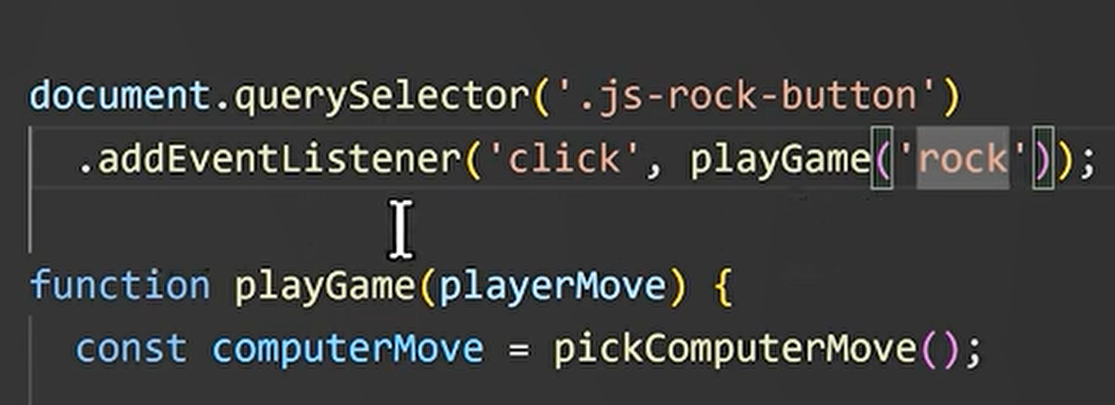 document.querySelector('.js-rock-button')
.addEventListener('click', playGame('rock'));
function playGame(playerMove) {
const computerMove = pickComputerMove();